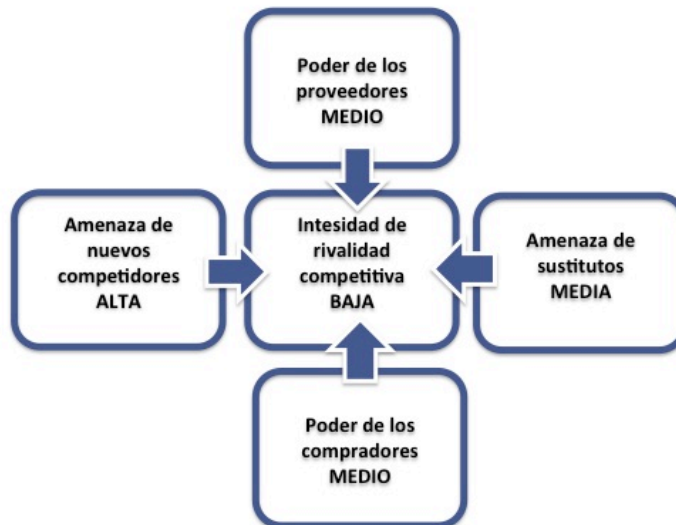 Poder de los
proveedores
MEDIO
Amenaza de
nuevos
competidores
ALTA
Intesidad de
rivalidad
competitiva
BAJA
Amenaza de
sustitutos
MEDIA
Poder de los
compradores
MEDIO